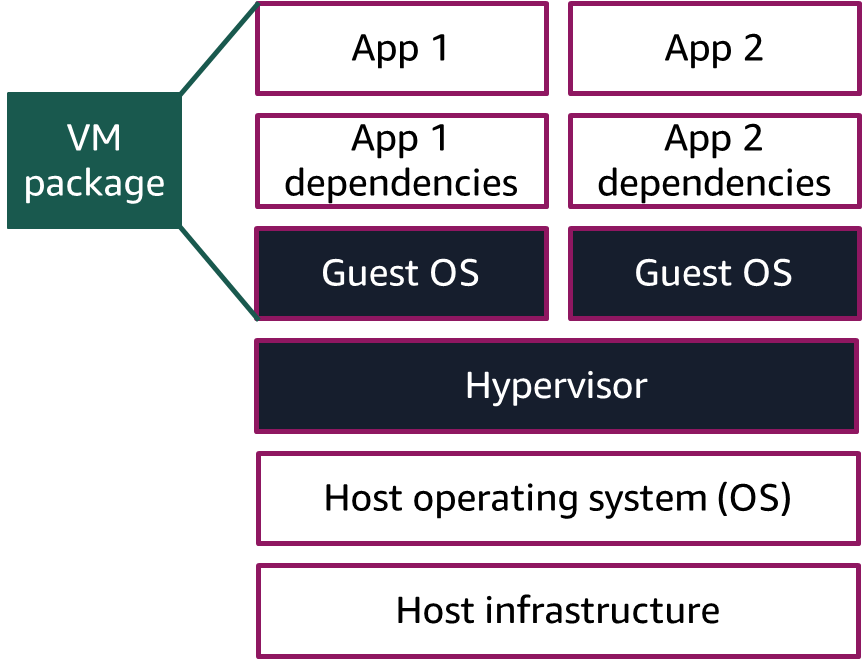 App 1
App 2
VM
package
App 1
dependencies
App 2
dependencies
Guest OS
Guest OS
Hypervisor
Host operating system (OS)
Host infrastructure